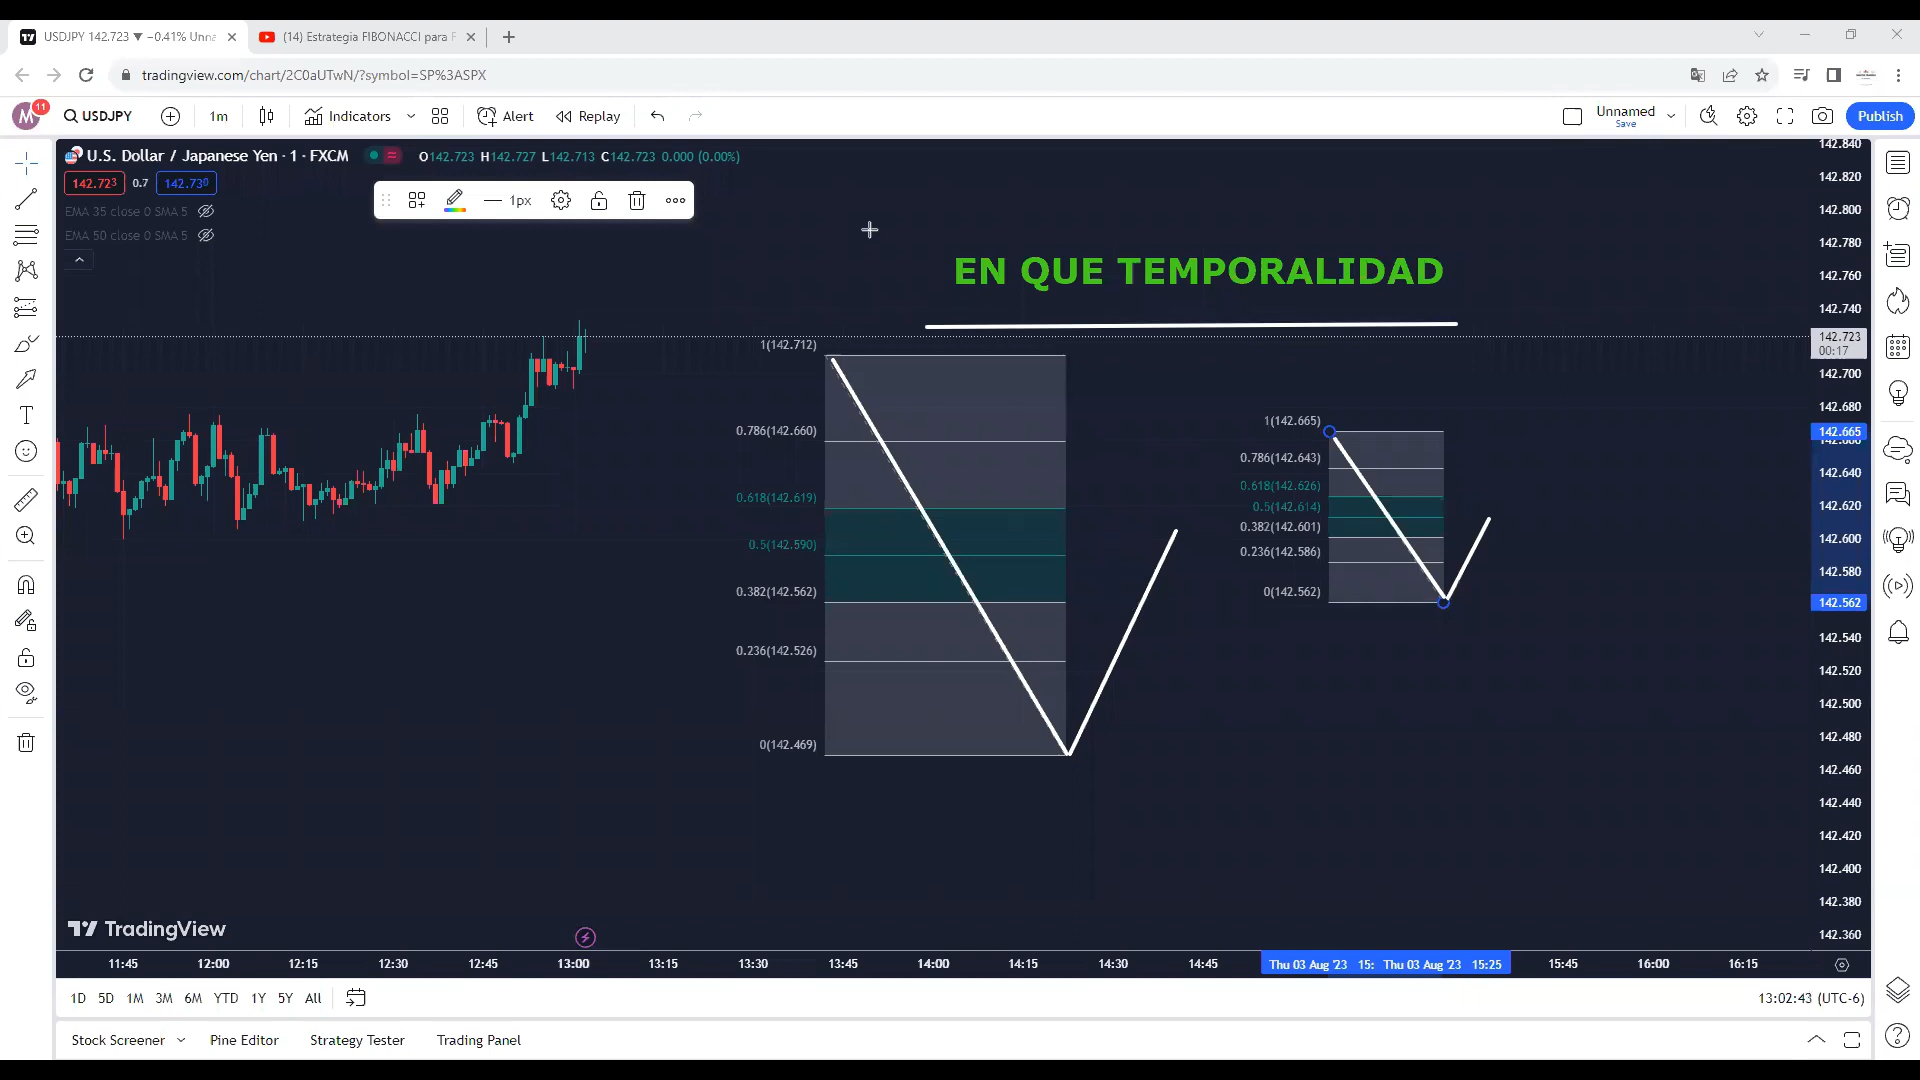 USDJPY 142.723 ▼ −0.41% Unna
(14) Estrategia FIBONACCI para F
tradingview.com/chart/2C0aUTwN/?symbol=SP%3ASPX
M
11
USDJPY
1m
Indicators
Alert
Replay
Unnamed
Save
Publish
U.S. Dollar / Japanese Yen · 1 · FXCM
O142.723 H142.727 L142.713 C142.723 0.000 (0.00%)
142.723
0.7
142.730
1px
EMA 35 close 0 SMA 5
EMA 50 close 0 SMA 5
EN QUE TEMPORALIDAD
1(142.712)
0.786(142.660)
0.618(142.619)
0.5(142.590)
0.382(142.562)
0.236(142.526)
0(142.469)
1(142.665)
0.786(142.643)
0.618(142.626)
0.5(142.614)
0.382(142.601)
0.236(142.586)
0(142.562)
142.840
142.820
142.800
142.780
142.760
142.740
142.723
00:17
142.700
142.680
142.665
142.640
142.620
142.600
142.580
142.562
142.540
142.520
142.500
142.480
142.460
142.440
142.420
142.400
142.380
142.360
TradingView
11:45 12:00 12:15 12:30 12:45 13:00 13:15 13:30 13:45 14:00 14:15 14:30 14:45 Thu 03 Aug '23 15: Thu 03 Aug '23 15:25 15:45 16:00 16:15
1D 5D 1M 3M 6M YTD 1Y 5Y All
13:02:43 (UTC-6)
Stock Screener Pine Editor Strategy Tester Trading Panel